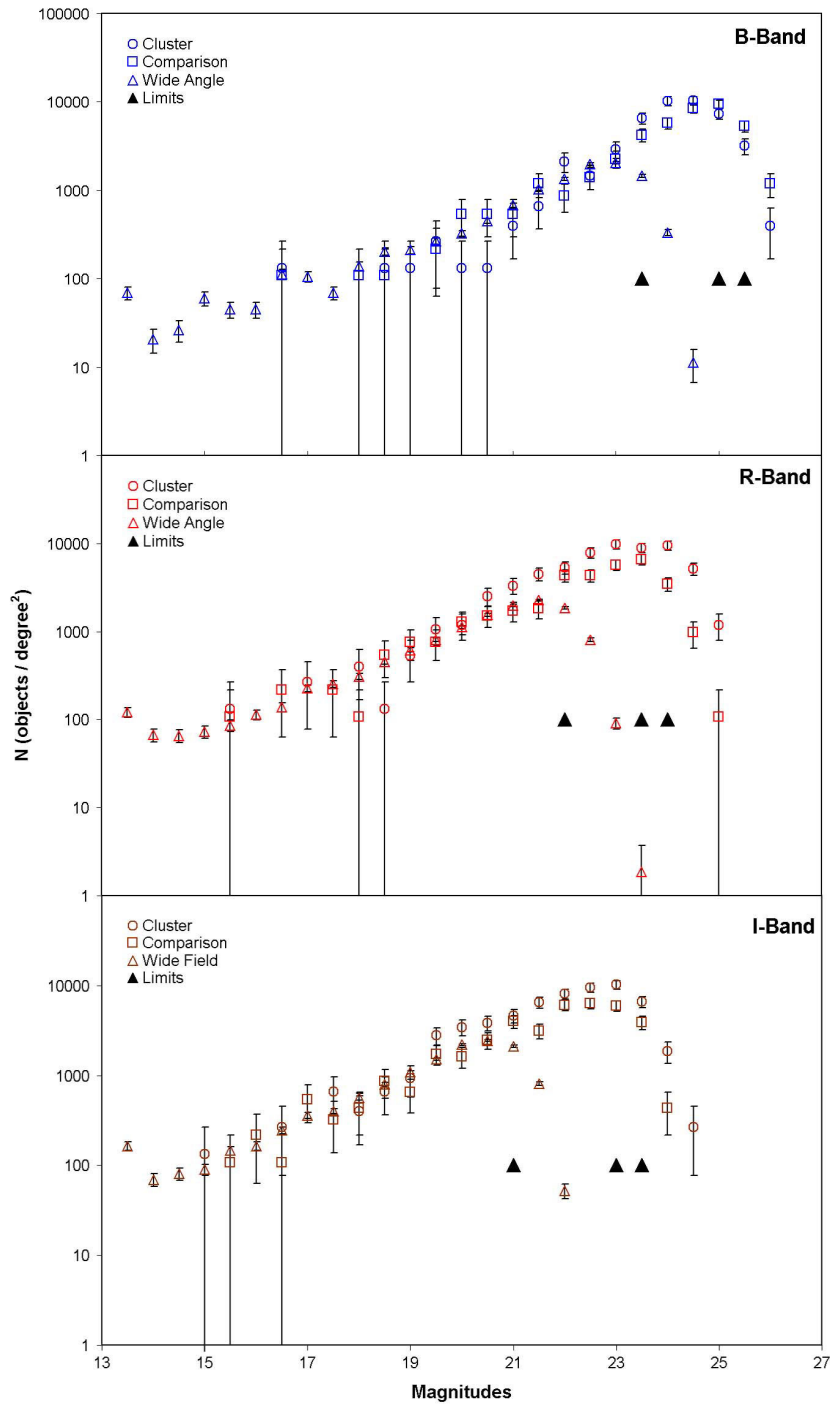 B-Band
Cluster
Comparison
Wide Angle
Limits
100000
10000
1000
100
10
1
R-Band
Cluster
Comparison
Wide Angle
Limits
10000
1000
100
10
1
N (objects / degree²)
I-Band
Cluster
Comparison
Wide Field
Limits
10000
1000
100
10
1
13 15 17 19 21 23 25 27
Magnitudes